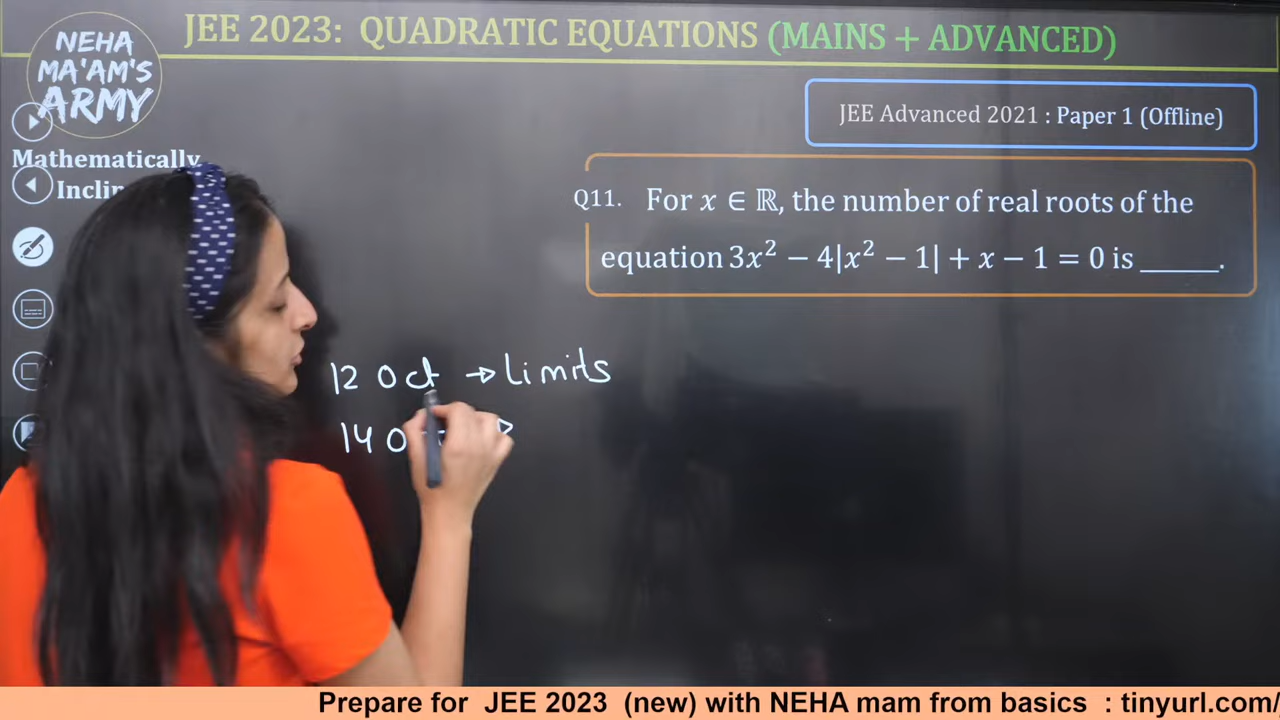 JEE 2023: QUADRATIC EQUATIONS (MAINS + ADVANCED)
NEHA
MA'AM'S
ARMY
Mathematically
JEE Advanced 2021 : Paper 1 (Offline)
Q11. For x ∈ ℝ, the number of real roots of the
equation 3x² − 4|x² − 1| + x − 1 = 0 is _____.
12 Oct → Limits
14
Prepare for JEE 2023 (new) with NEHA mam from basics : tinyurl.com/